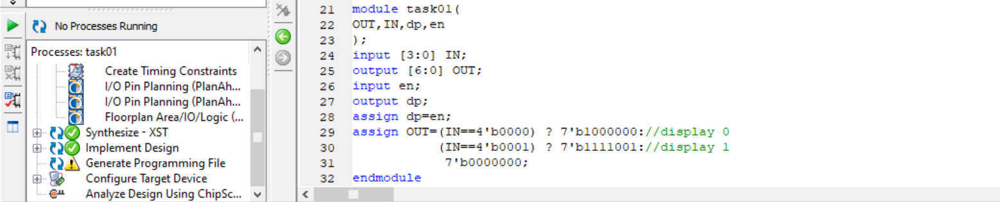 No Processes Running
Processes: task01
Create Timing Constraints
I/O Pin Planning (PlanAh...
I/O Pin Planning (PlanAh...
Floorplan Area/IO/Logic (...
Synthesize - XST
Implement Design
Generate Programming File
Configure Target Device
Analyze Design Using ChipSc...
21 module task01(
22 OUT,IN,dp,en
23 );
24 input [3:0] IN;
25 output [6:0] OUT;
26 input en;
27 output dp;
28 assign dp=en;
29 assign OUT=(IN==4'b0000) ? 7'b1000000://display 0
30 (IN==4'b0001) ? 7'b1111001://display 1
31 7'b0000000;
32 endmodule